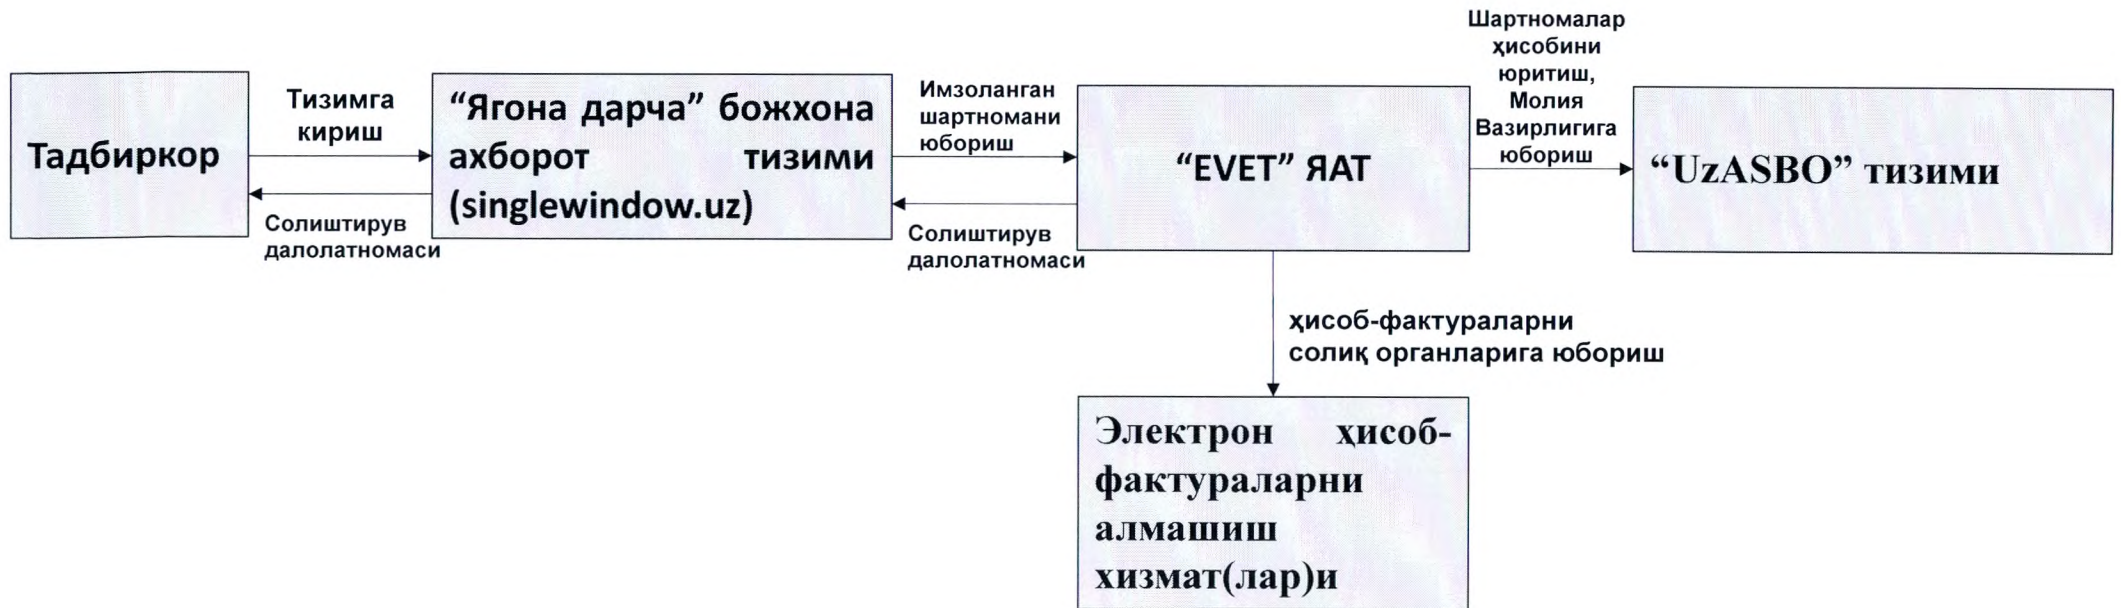 Тадбиркор
Тизимга
кириш
Солиштирув
далолатномаси
“Ягона дарча” божхона
ахборот тизими
(singlewindow.uz)
Имзоланган
шартномани
юбориш
Солиштирув
далолатномаси
“EVET” ЯАТ
Шартномалар
ҳисобини
юритиш,
Молия
Вазирлигига
юбориш
“UzASBO” тизими
ҳисоб-фактураларни
солиқ органларига юбориш
Электрон ҳисоб-
фактураларни
алмашиш
хизмат(лар)и